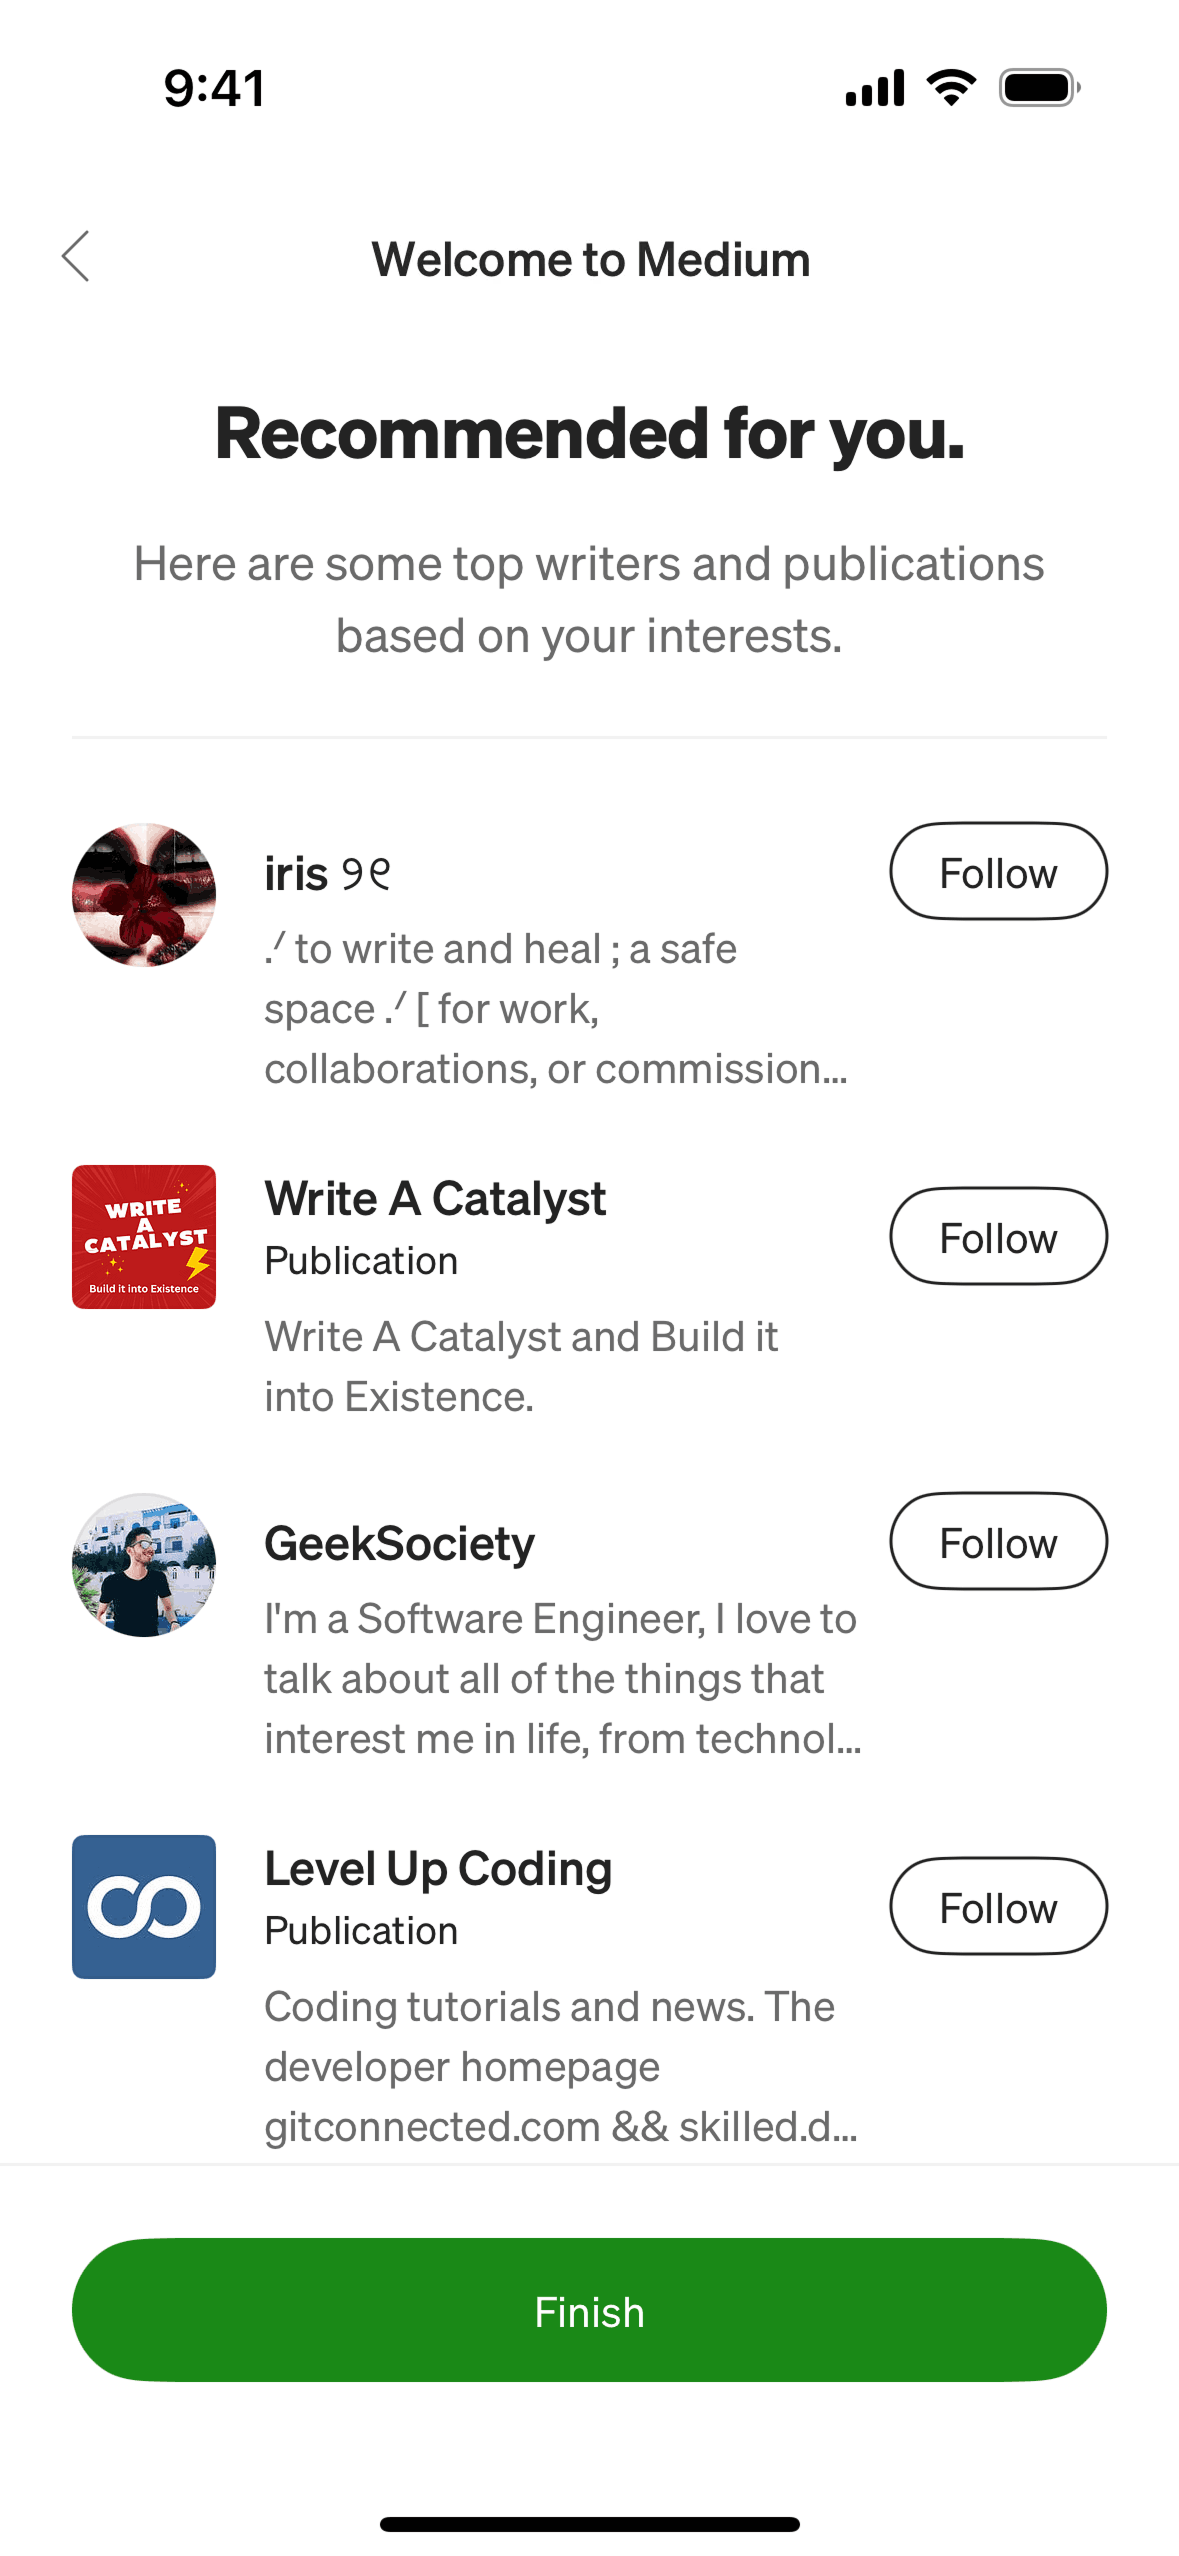 9:41
Welcome to Medium
Recommended for you.
Here are some top writers and publications
based on your interests.
iris ୨୧
Follow
.ᐟ to write and heal ; a safe
space .ᐟ [ for work,
collaborations, or commission...
WRITE
A
CATALYST
Build it into Existence
Write A Catalyst
Publication
Follow
Write A Catalyst and Build it
into Existence.
GeekSociety
Follow
I'm a Software Engineer, I love to
talk about all of the things that
interest me in life, from technol...
Level Up Coding
Publication
Follow
Coding tutorials and news. The
developer homepage
gitconnected.com && skilled.d...
Finish